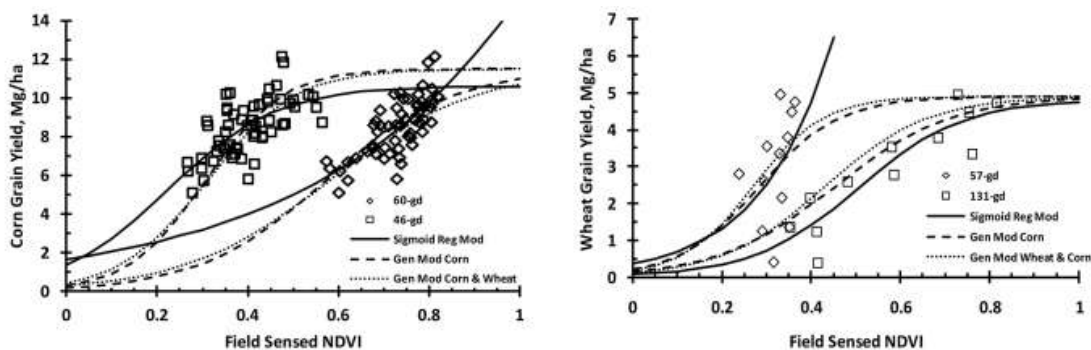 Corn Grain Yield, Mg/ha
14
12
10
8
6
4
2
0
0
0.2
0.4
0.6
0.8
1
Field Sensed NDVI
60-gd
46-gd
Sigmoid Reg Mod
Gen Mod Corn
Gen Mod Corn & Wheat
Wheat Grain Yield, Mg/ha
7
6
5
4
3
2
1
0
0
0.2
0.4
0.6
0.8
1
Field Sensed NDVI
57-gd
131-gd
Sigmoid Reg Mod
Gen Mod Corn
Gen Mod Wheat & Corn